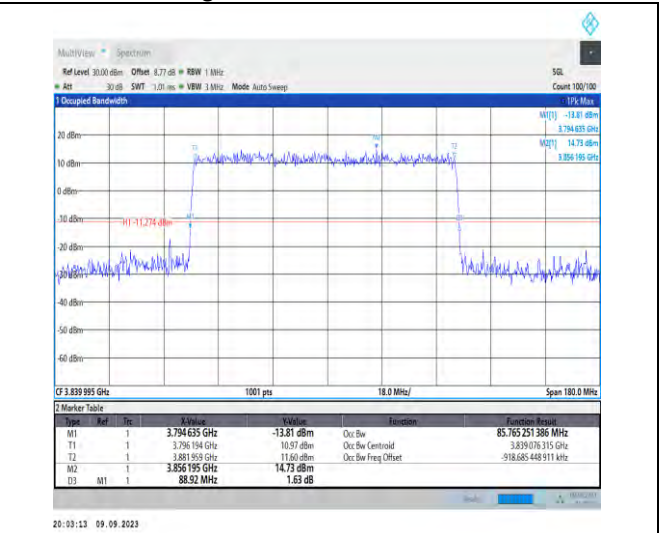 MultiView Spectrum
Ref Level 30.00 dBm Offset 8.77 dB RBW 1 MHz SGL
Att 30 dB SWT 1.01 ms VBW 3 MHz Mode Auto Sweep Count 100/100
1 Occupied Bandwidth 1Pk Max
M1[1] -13.81 dBm
3.794 635 GHz
M2[1] 14.73 dBm
3.856 195 GHz
20 dBm
T2
10 dBm
0 dBm
-10 dBm
H1 -11.274 dBm
-20 dBm
-30 dBm
-40 dBm
-50 dBm
-60 dBm
CF 3.839 995 GHz 1001 pts 18.0 MHz/ Span 180.0 MHz
2 Marker Table
Type Ref Trc X-Value Y-Value Function Function Result
M1 1 3.794 635 GHz -13.81 dBm Occ Bw 85.765 251 386 MHz
T1 1 3.796 194 GHz 10.97 dBm Occ Bw Centroid 3.839 076 315 GHz
T2 1 3.881 959 GHz 11.60 dBm Occ Bw Freq Offset -918.685 448 911 kHz
M2 1 3.856 195 GHz 14.73 dBm
D3 M1 1 88.92 MHz 1.63 dB
20:03:13 09.09.2023